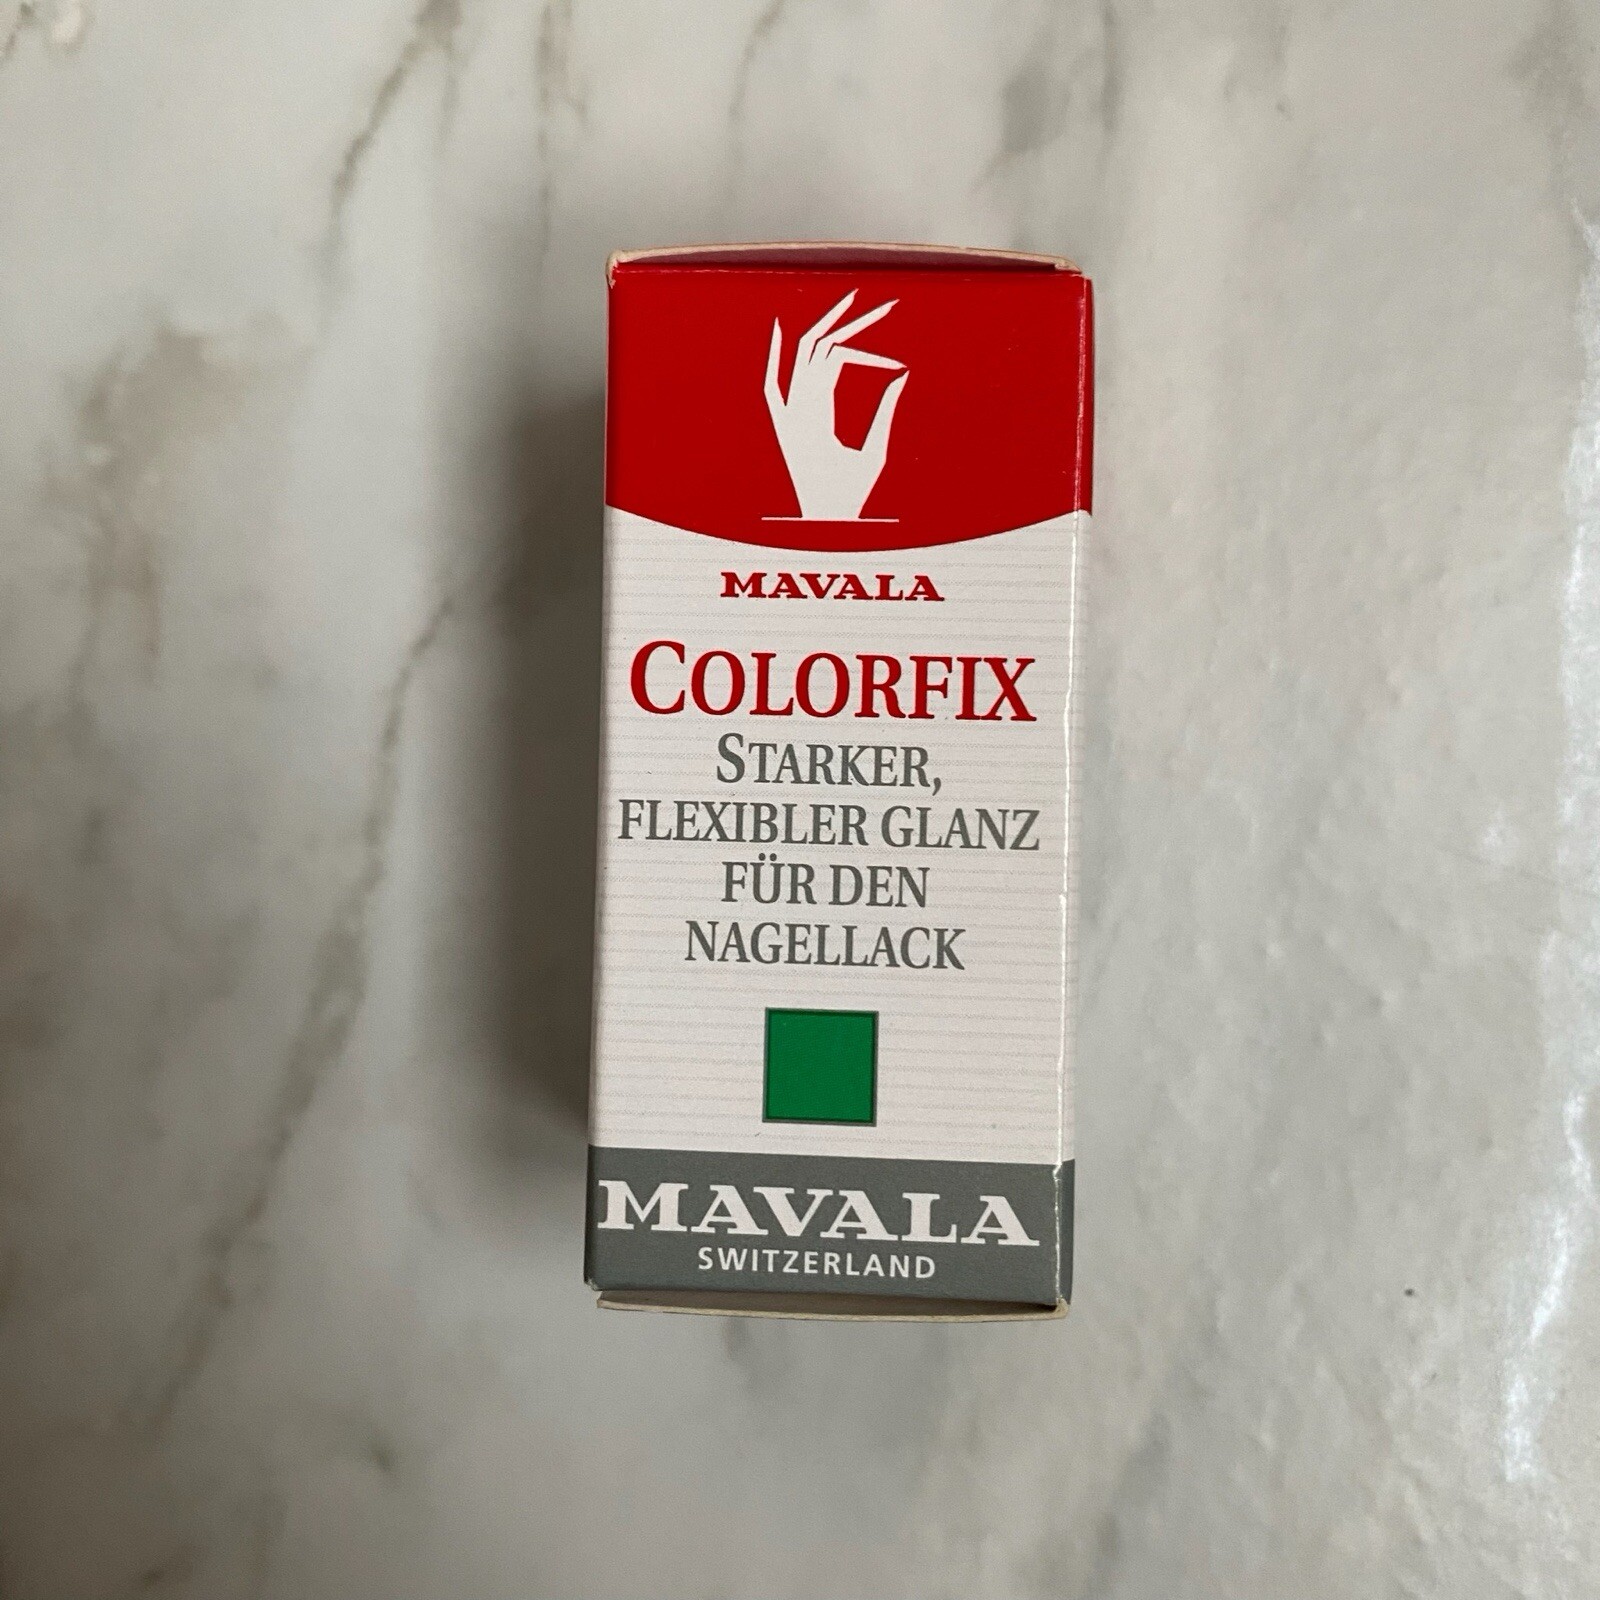 MAVALA
COLORFIX
STARKER,
FLEXIBLER GLANZ
FÜR DEN
NAGELLACK
MAVALA
SWITZERLAND